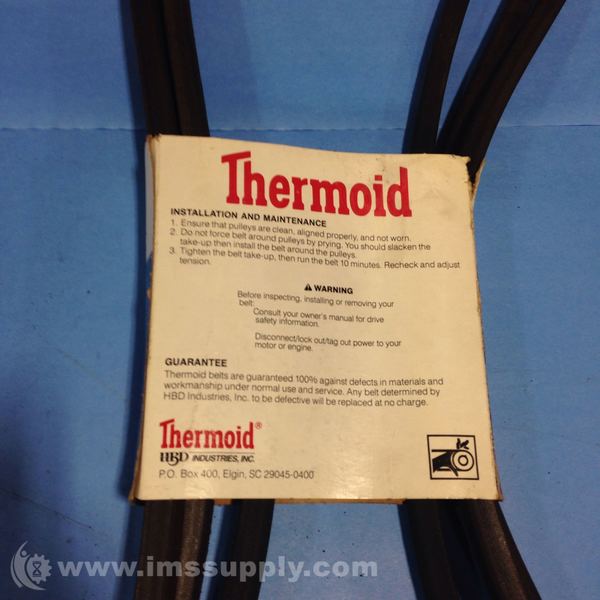 Thermoid
INSTALLATION AND MAINTENANCE
1. Ensure that pulleys are clean, aligned properly, and not worn.
2. Do not force belt around pulleys by prying. You should slacken the
take-up then install the belt around the pulleys.
3. Tighten the belt take-up, then run the belt 10 minutes. Recheck and adjust
tension.
⚠ WARNING
Before inspecting, installing or removing your
belt:
Consult your owner's manual for drive
safety information.
Disconnect/lock out/tag out power to your
motor or engine.
GUARANTEE
Thermoid belts are guaranteed 100% against defects in materials and
workmanship under normal use and service. Any belt determined by
HBD Industries, Inc. to be defective will be replaced at no charge.
Thermoid®
HBD INDUSTRIES, INC.
P.O. Box 400, Elgin, SC 29045-0400
www.imssupply.com